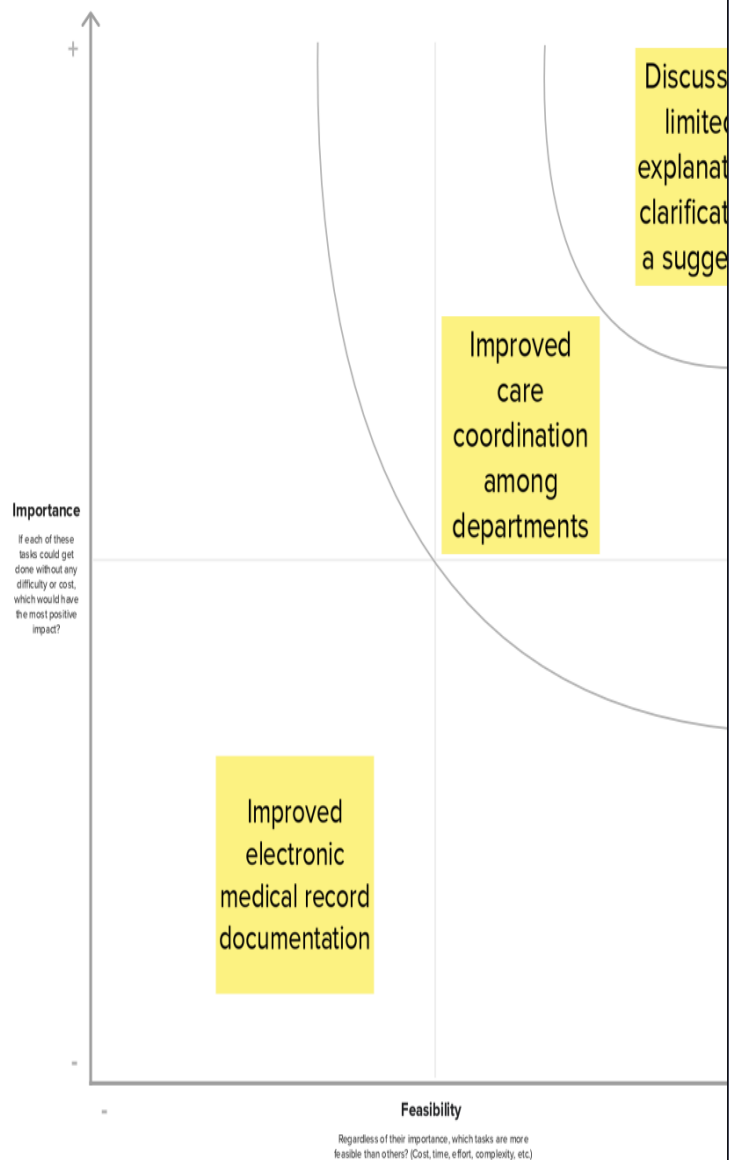 +
Discuss
limited
explanat
clarificat
a sugge
Improved
care
coordination
among
departments
Importance
If each of these
tasks could get
done without any
difficulty or cost,
which would have
the most positive
impact?
Improved
electronic
medical record
documentation
-
-
Feasibility
Regardless of their importance, which tasks are more
feasible than others? (Cost, time, effort, complexity, etc.)